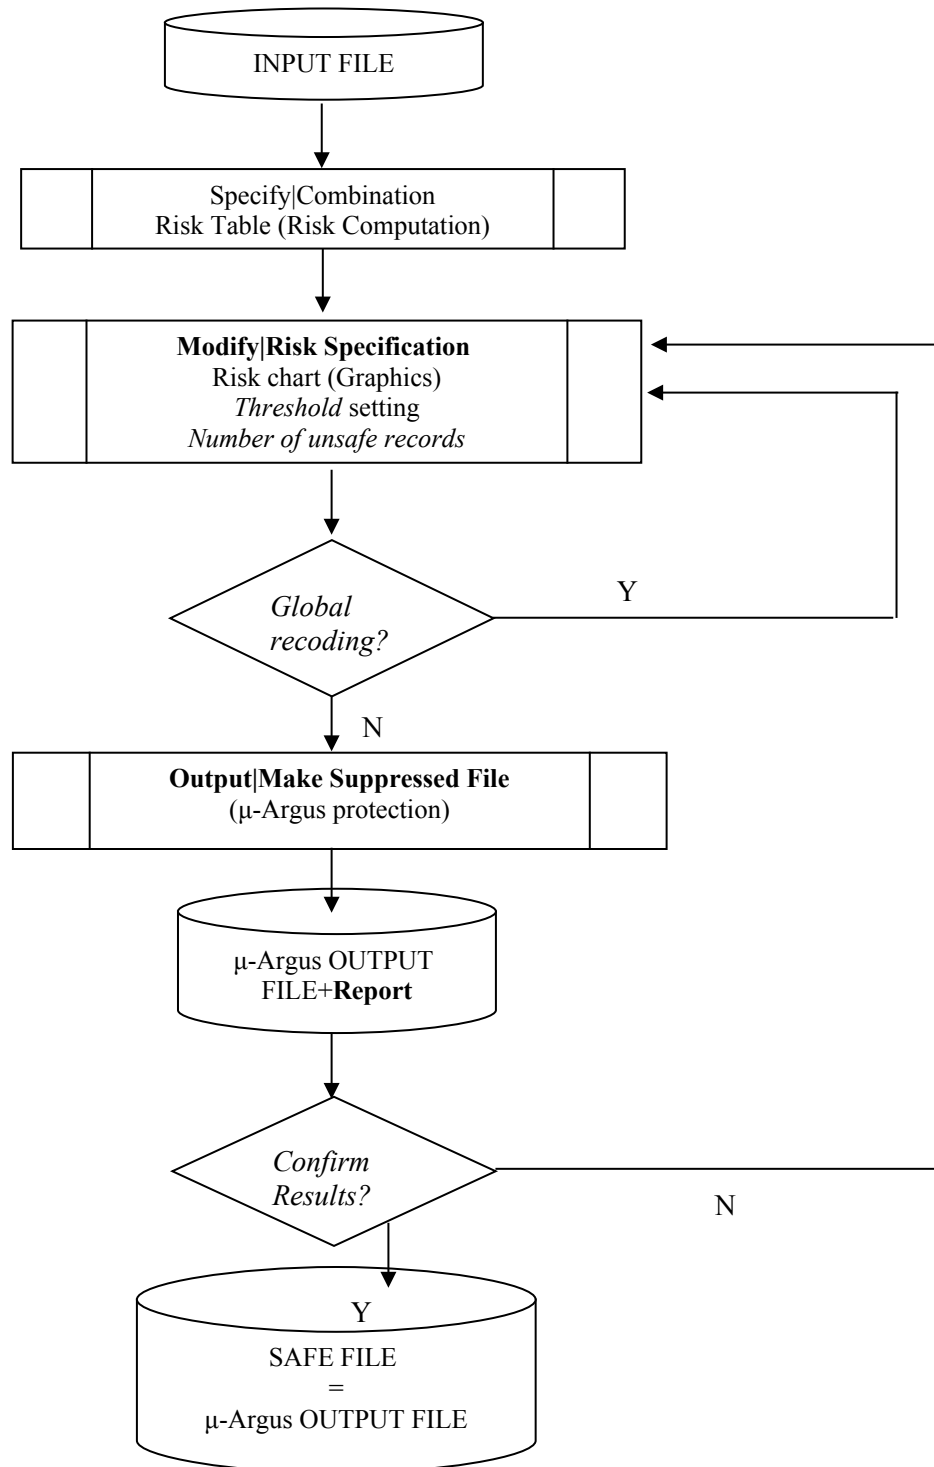 INPUT FILE
Specify|Combination
Risk Table (Risk Computation)
Modify|Risk Specification
Risk chart (Graphics)
Threshold setting
Number of unsafe records
Global
recoding?
Y
N
Output|Make Suppressed File
(μ-Argus protection)
μ-Argus OUTPUT
FILE+Report
Confirm
Results?
N
Y
SAFE FILE
=
μ-Argus OUTPUT FILE